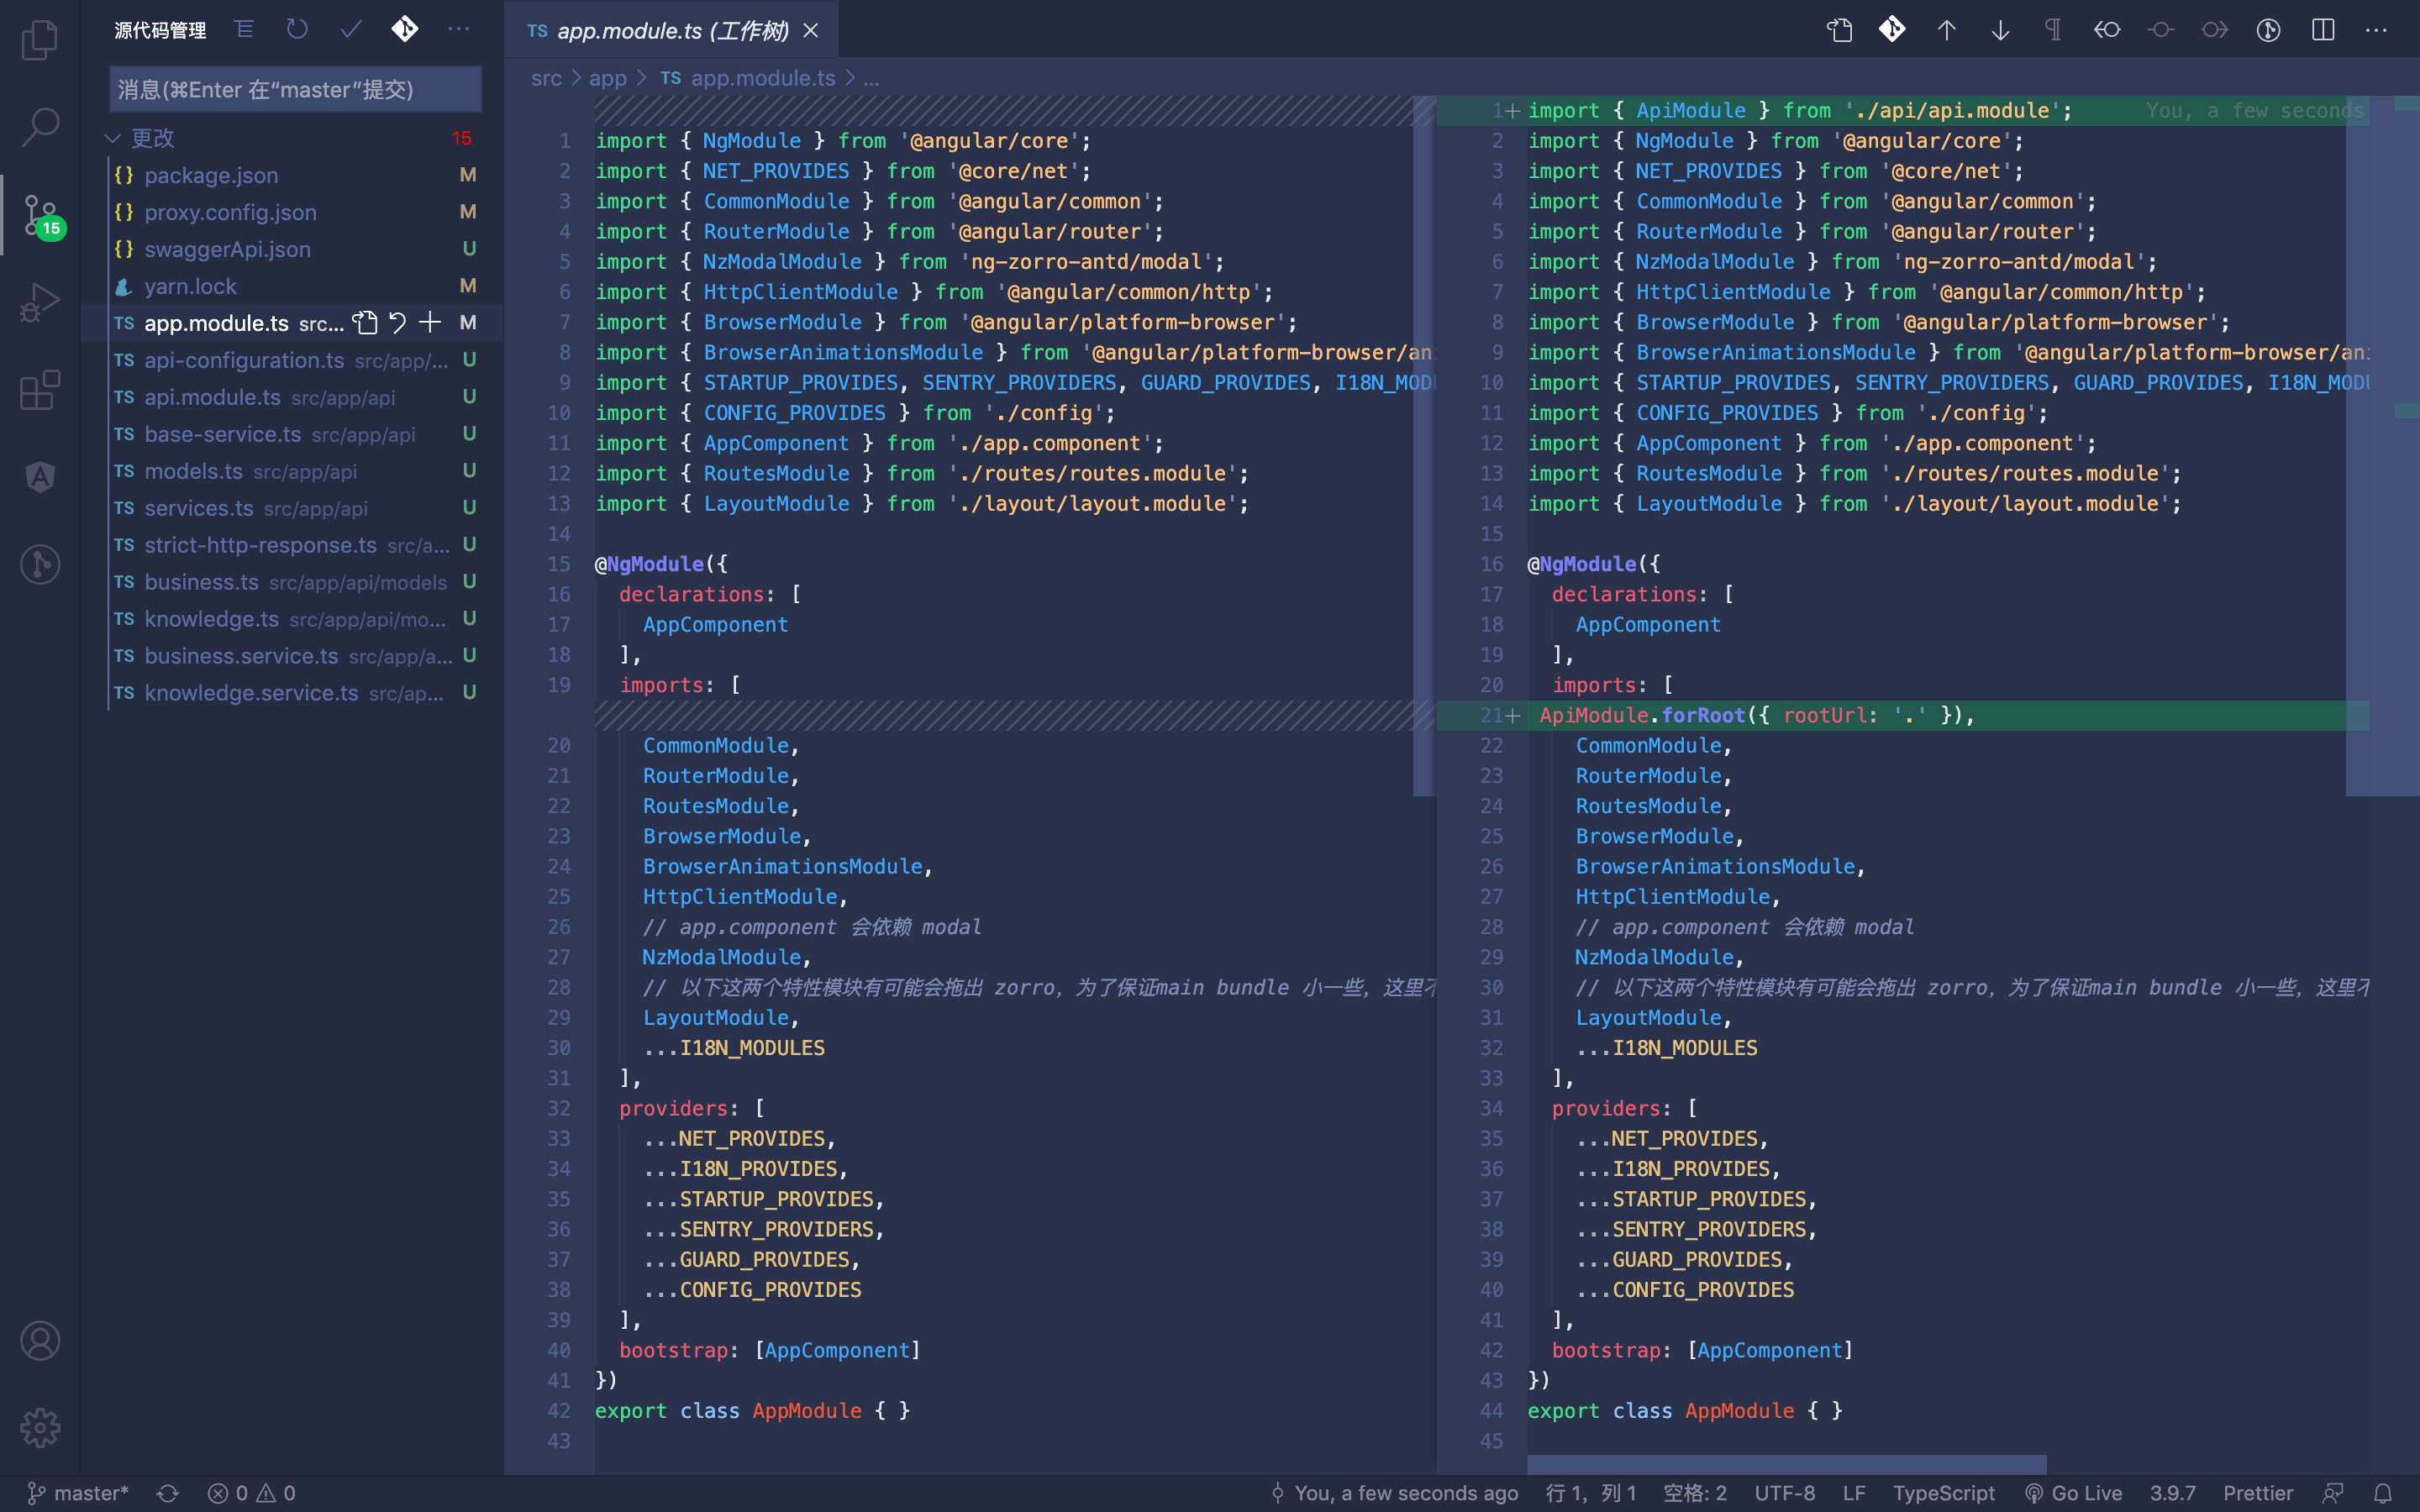 源代码管理
TS app.module.ts (工作树)
消息(⌘Enter 在“master”提交)
更改 15
{} package.json M
{} proxy.config.json M
{} swaggerApi.json U
yarn.lock M
TS app.module.ts src... M
TS api-configuration.ts src/app/... U
TS api.module.ts src/app/api U
TS base-service.ts src/app/api U
TS models.ts src/app/api U
TS services.ts src/app/api U
TS strict-http-response.ts src/a... U
TS business.ts src/app/api/models U
TS knowledge.ts src/app/api/mo... U
TS business.service.ts src/app/a... U
TS knowledge.service.ts src/ap... U
15
src > app > TS app.module.ts > ...
1 import { NgModule } from '@angular/core';
2 import { NET_PROVIDES } from '@core/net';
3 import { CommonModule } from '@angular/common';
4 import { RouterModule } from '@angular/router';
5 import { NzModalModule } from 'ng-zorro-antd/modal';
6 import { HttpClientModule } from '@angular/common/http';
7 import { BrowserModule } from '@angular/platform-browser';
8 import { BrowserAnimationsModule } from '@angular/platform-browser/an
9 import { STARTUP_PROVIDES, SENTRY_PROVIDERS, GUARD_PROVIDES, I18N_MODU
10 import { CONFIG_PROVIDES } from './config';
11 import { AppComponent } from './app.component';
12 import { RoutesModule } from './routes/routes.module';
13 import { LayoutModule } from './layout/layout.module';
14
15 @NgModule({
16 declarations: [
17 AppComponent
18 ],
19 imports: [
20 CommonModule,
21 RouterModule,
22 RoutesModule,
23 BrowserModule,
24 BrowserAnimationsModule,
25 HttpClientModule,
26 // app.component 会依赖 modal
27 NzModalModule,
28 // 以下这两个特性模块有可能会拖出 zorro，为了保证main bundle 小一些，这里不
29 LayoutModule,
30 ...I18N_MODULES
31 ],
32 providers: [
33 ...NET_PROVIDES,
34 ...I18N_PROVIDES,
35 ...STARTUP_PROVIDES,
36 ...SENTRY_PROVIDERS,
37 ...GUARD_PROVIDES,
38 ...CONFIG_PROVIDES
39 ],
40 bootstrap: [AppComponent]
41 })
42 export class AppModule { }
43
1+ import { ApiModule } from './api/api.module'; You, a few seconds
2 import { NgModule } from '@angular/core';
3 import { NET_PROVIDES } from '@core/net';
4 import { CommonModule } from '@angular/common';
5 import { RouterModule } from '@angular/router';
6 import { NzModalModule } from 'ng-zorro-antd/modal';
7 import { HttpClientModule } from '@angular/common/http';
8 import { BrowserModule } from '@angular/platform-browser';
9 import { BrowserAnimationsModule } from '@angular/platform-browser/ani
10 import { STARTUP_PROVIDES, SENTRY_PROVIDERS, GUARD_PROVIDES, I18N_MODU
11 import { CONFIG_PROVIDES } from './config';
12 import { AppComponent } from './app.component';
13 import { RoutesModule } from './routes/routes.module';
14 import { LayoutModule } from './layout/layout.module';
15
16 @NgModule({
17 declarations: [
18 AppComponent
19 ],
20 imports: [
21+ ApiModule.forRoot({ rootUrl: '.' }),
22 CommonModule,
23 RouterModule,
24 RoutesModule,
25 BrowserModule,
26 BrowserAnimationsModule,
27 HttpClientModule,
28 // app.component 会依赖 modal
29 NzModalModule,
30 // 以下这两个特性模块有可能会拖出 zorro，为了保证main bundle 小一些，这里不
31 LayoutModule,
32 ...I18N_MODULES
33 ],
34 providers: [
35 ...NET_PROVIDES,
36 ...I18N_PROVIDES,
37 ...STARTUP_PROVIDES,
38 ...SENTRY_PROVIDERS,
39 ...GUARD_PROVIDES,
40 ...CONFIG_PROVIDES
41 ],
42 bootstrap: [AppComponent]
43 })
44 export class AppModule { }
45
master* 0 0 You, a few seconds ago 行 1，列 1 空格: 2 UTF-8 LF TypeScript Go Live 3.9.7 Prettier